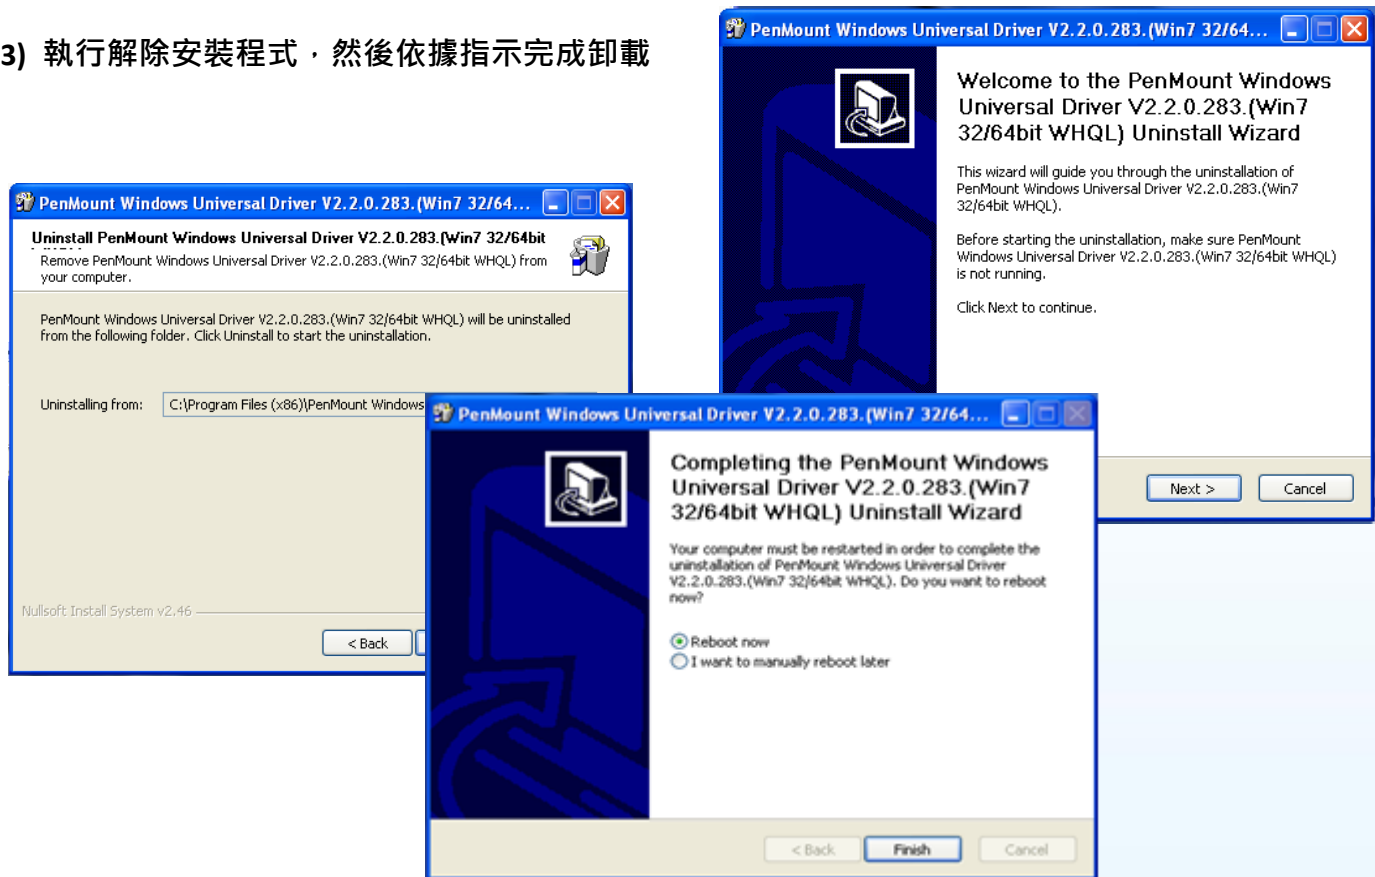 3) 執行解除安裝程式，然後依據指示完成卸載
PenMount Windows Universal Driver V2.2.0.283.(Win7 32/64...
Welcome to the PenMount Windows
Universal Driver V2.2.0.283.(Win7
32/64bit WHQL) Uninstall Wizard
This wizard will guide you through the uninstallation of
PenMount Windows Universal Driver V2.2.0.283.(Win7
32/64bit WHQL).
Before starting the uninstallation, make sure PenMount
Windows Universal Driver V2.2.0.283.(Win7 32/64bit WHQL)
is not running.
Click Next to continue.
Next >
Cancel
PenMount Windows Universal Driver V2.2.0.283.(Win7 32/64...
Uninstall PenMount Windows Universal Driver V2.2.0.283.(Win7 32/64bit
Remove PenMount Windows Universal Driver V2.2.0.283.(Win7 32/64bit WHQL) from
your computer.
PenMount Windows Universal Driver V2.2.0.283.(Win7 32/64bit WHQL) will be uninstalled
from the following folder. Click Uninstall to start the uninstallation.
Uninstalling from:
C:\Program Files (x86)\PenMount Windows
Nullsoft Install System v2.46
< Back
PenMount Windows Universal Driver V2.2.0.283.(Win7 32/64...
Completing the PenMount Windows
Universal Driver V2.2.0.283.(Win7
32/64bit WHQL) Uninstall Wizard
Your computer must be restarted in order to complete the
uninstallation of PenMount Windows Universal Driver
V2.2.0.283.(Win7 32/64bit WHQL). Do you want to reboot
now?
Reboot now
I want to manually reboot later
< Back
Finish
Cancel